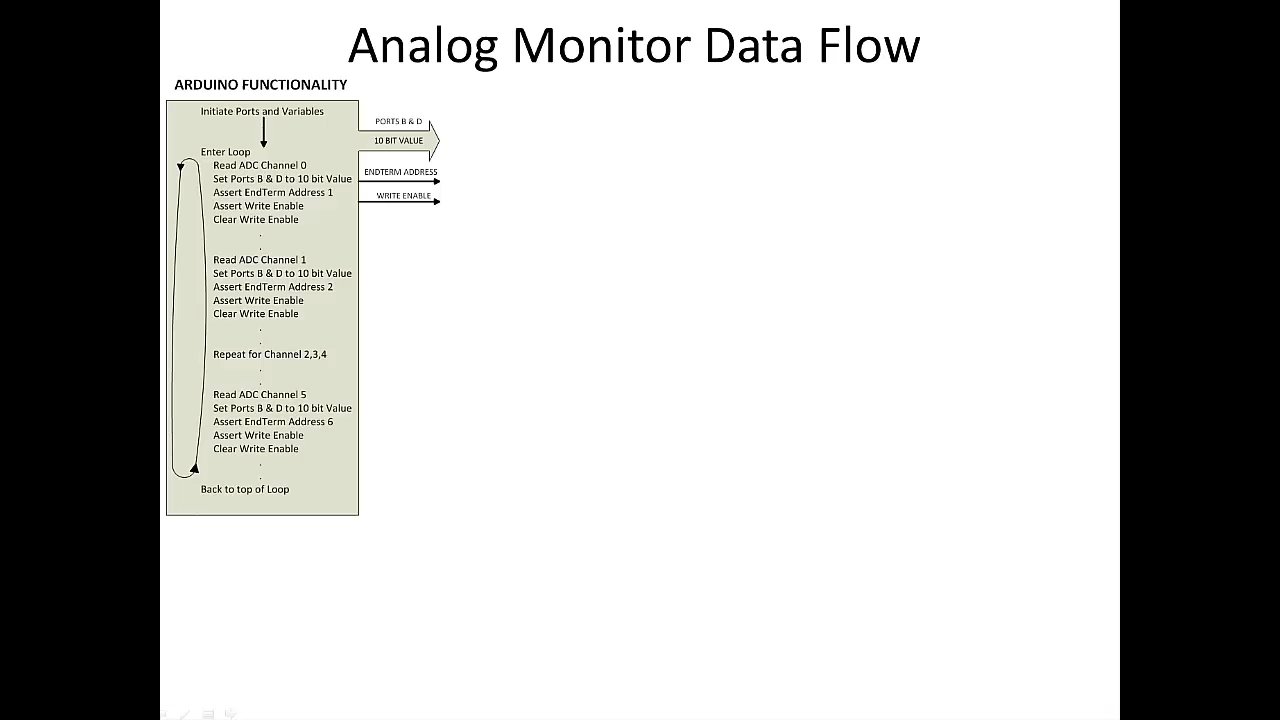 Analog Monitor Data Flow
ARDUINO FUNCTIONALITY
Initiate Ports and Variables
Enter Loop
Read ADC Channel 0
Set Ports B & D to 10 bit Value
Assert EndTerm Address 1
Assert Write Enable
Clear Write Enable
.
.
Read ADC Channel 1
Set Ports B & D to 10 bit Value
Assert EndTerm Address 2
Assert Write Enable
Clear Write Enable
.
.
Repeat for Channel 2,3,4
.
.
Read ADC Channel 5
Set Ports B & D to 10 bit Value
Assert EndTerm Address 6
Assert Write Enable
Clear Write Enable
.
.
Back to top of Loop
PORTS B & D
10 BIT VALUE
ENDTERM ADDRESS
WRITE ENABLE